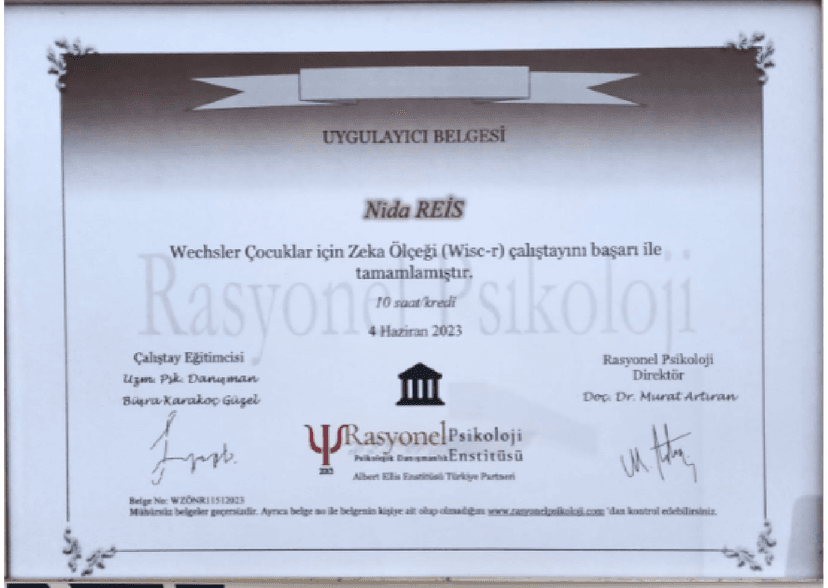 UYGULAYICI BELGESİ
Nida REİS
Wechsler Çocuklar için Zeka Ölçeği (Wisc-r) çalıştayını başarı ile
tamamlamıştır.
10 saat/kredi
Rasyonel Psikoloji
4 Haziran 2023
Çalıştay Eğitimcisi
Uzm. Psk. Danışman
Büşra Karakoç Güzel
Rasyonel Psikoloji
Direktör
Doç. Dr. Murat Artıran
Rasyonel Psikoloji
Psikolojik Danışmanlık Enstitüsü
Albert Ellis Enstitüsü Türkiye Partneri
Belge No: WZÖNR11512023
Mühürsüz belgeler geçersizdir. Ayrıca belge no ile belgenin kişiye ait olup olmadığını www.rasyonelpsikoloji.com 'dan kontrol edebilirsiniz.